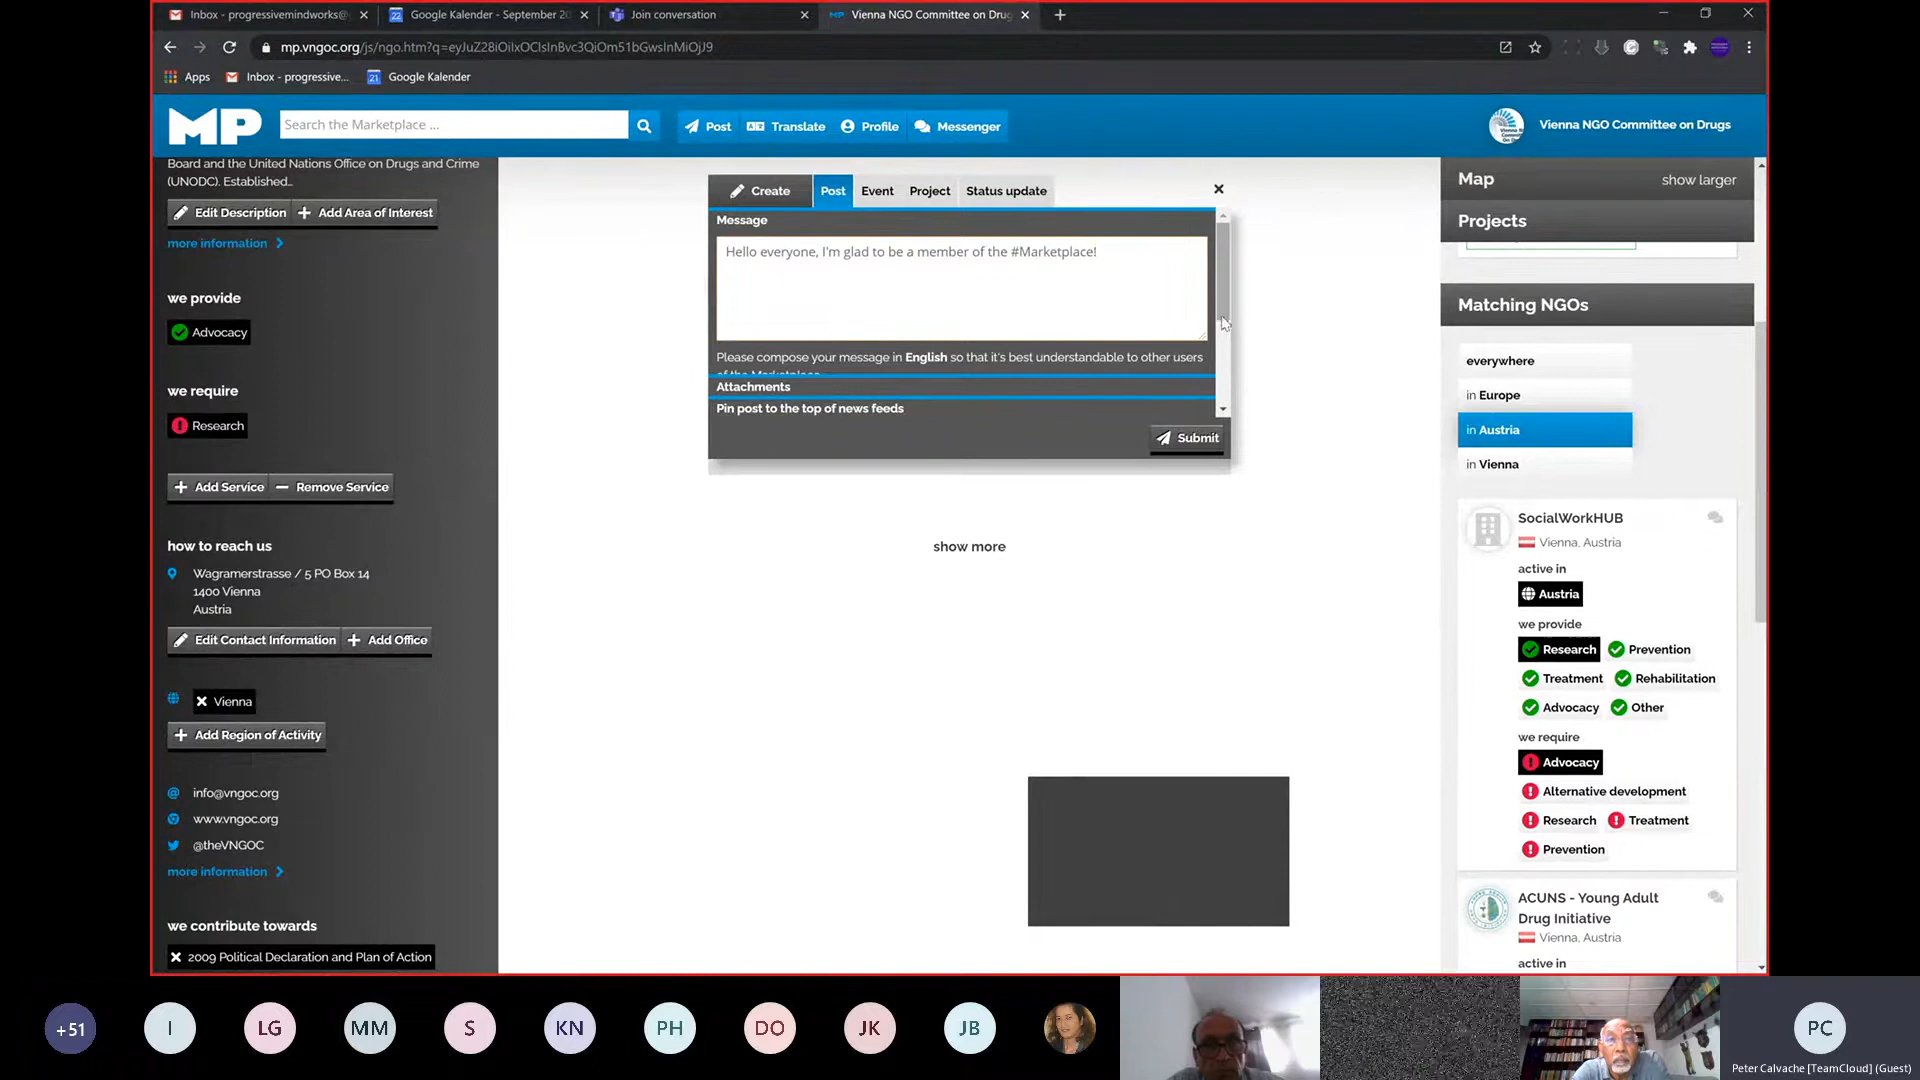 Inbox - progressivemindworks@
Google Kalender - September 20
Join conversation
Vienna NGO Committee on Drug
mp.vngoc.org/js/ngo.htm?q=eyJuZ28iOiIxOCIsInBvc3QiOm51bGwsInMiOjJ9
Apps
Inbox - progressive...
Google Kalender
MP
Search the Marketplace ...
Post
Translate
Profile
Messenger
Vienna NGO Committee on Drugs
Board and the United Nations Office on Drugs and Crime
(UNODC). Established...
Edit Description
Add Area of Interest
more information
we provide
Advocacy
we require
Research
Add Service
Remove Service
how to reach us
Wagramerstrasse / 5 PO Box 14
1400 Vienna
Austria
Edit Contact Information
Add Office
Vienna
Add Region of Activity
info@vngoc.org
www.vngoc.org
@theVNGOC
more information
we contribute towards
2009 Political Declaration and Plan of Action
Create
Post
Event
Project
Status update
Message
Hello everyone, I'm glad to be a member of the #Marketplace!
Please compose your message in English so that it's best understandable to other users
of the Marketplace.
Attachments
Pin post to the top of news feeds
Submit
show more
Map
show larger
Projects
Matching NGOs
everywhere
in Europe
in Austria
in Vienna
SocialWorkHUB
Vienna, Austria
active in
Austria
we provide
Research
Prevention
Treatment
Rehabilitation
Advocacy
Other
we require
Advocacy
Alternative development
Research
Treatment
Prevention
ACUNS - Young Adult
Drug Initiative
Vienna, Austria
active in
+51
I
LG
MM
S
KN
PH
DO
JK
JB
PC
Peter Calvache [TeamCloud] (Guest)